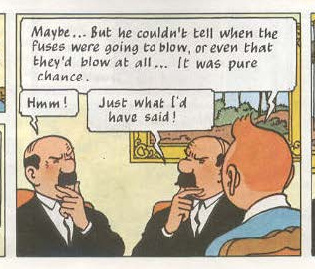 Maybe... But he couldn't tell when the
fuses were going to blow, or even that
they'd blow at all... It was pure
chance.
Hmm!
Just what I'd
have said!